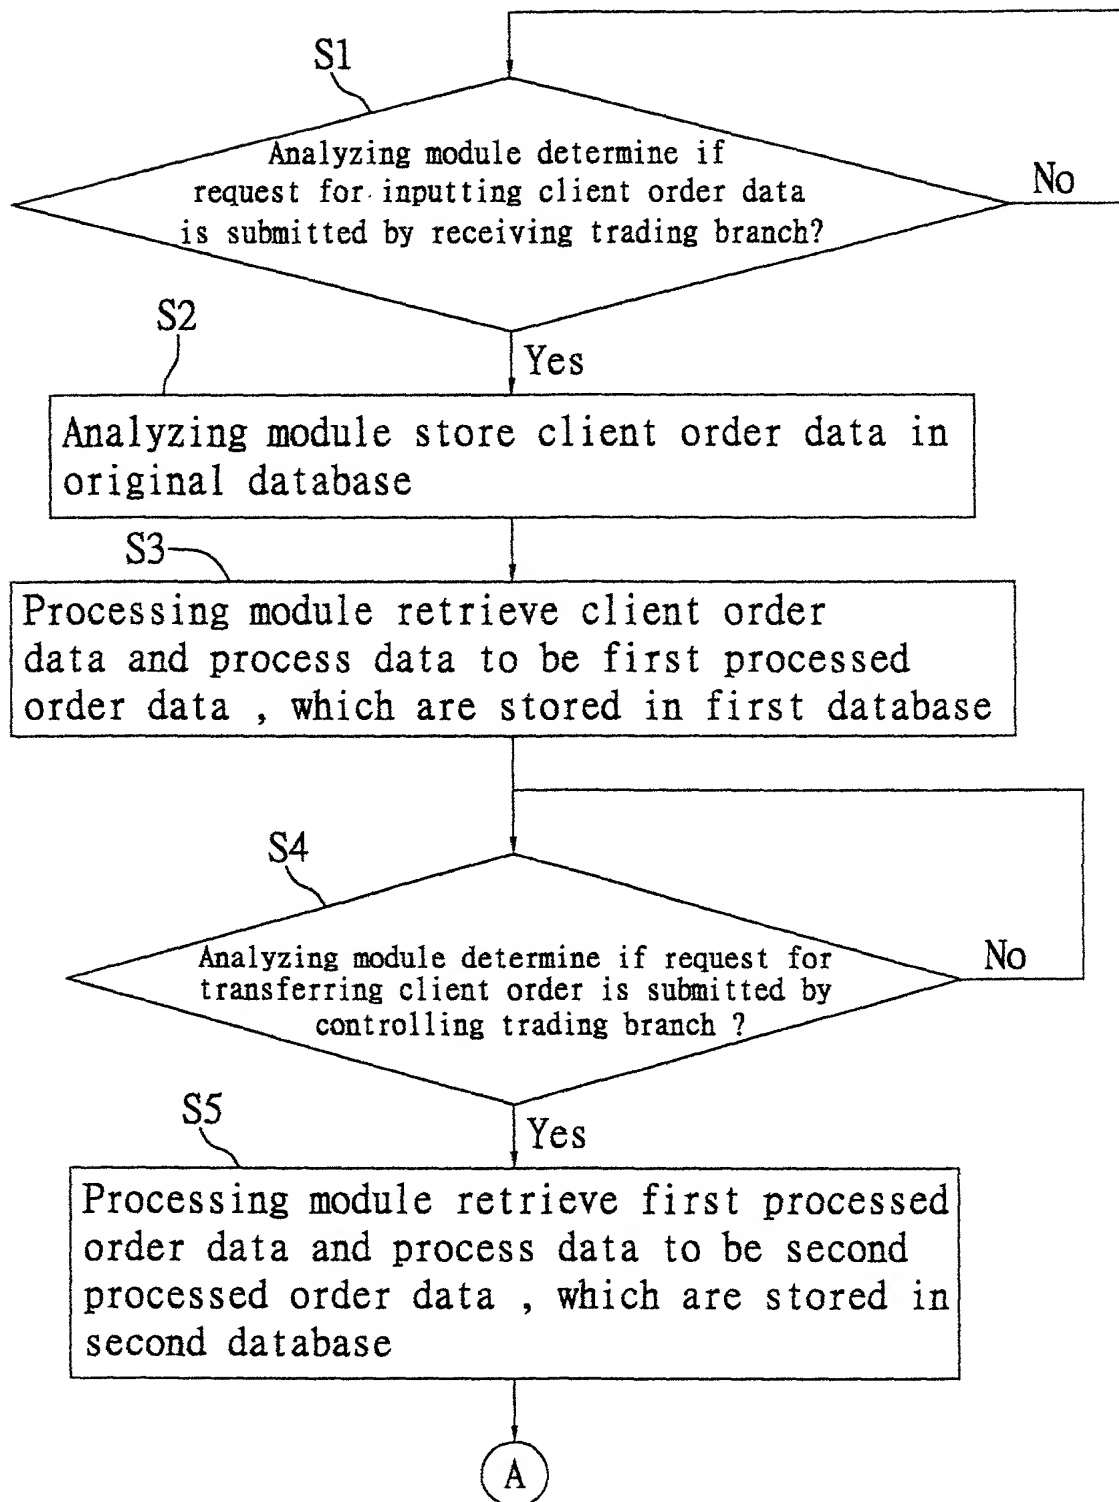 S1
Analyzing module determine if
request for inputting client order data
is submitted by receiving trading branch?
No
S2
Yes
Analyzing module store client order data in
original database
S3
Processing module retrieve client order
data and process data to be first processed
order data , which are stored in first database
S4
Analyzing module determine if request for
transferring client order is submitted by
controlling trading branch ?
No
S5
Yes
Processing module retrieve first processed
order data and process data to be second
processed order data , which are stored in
second database
A